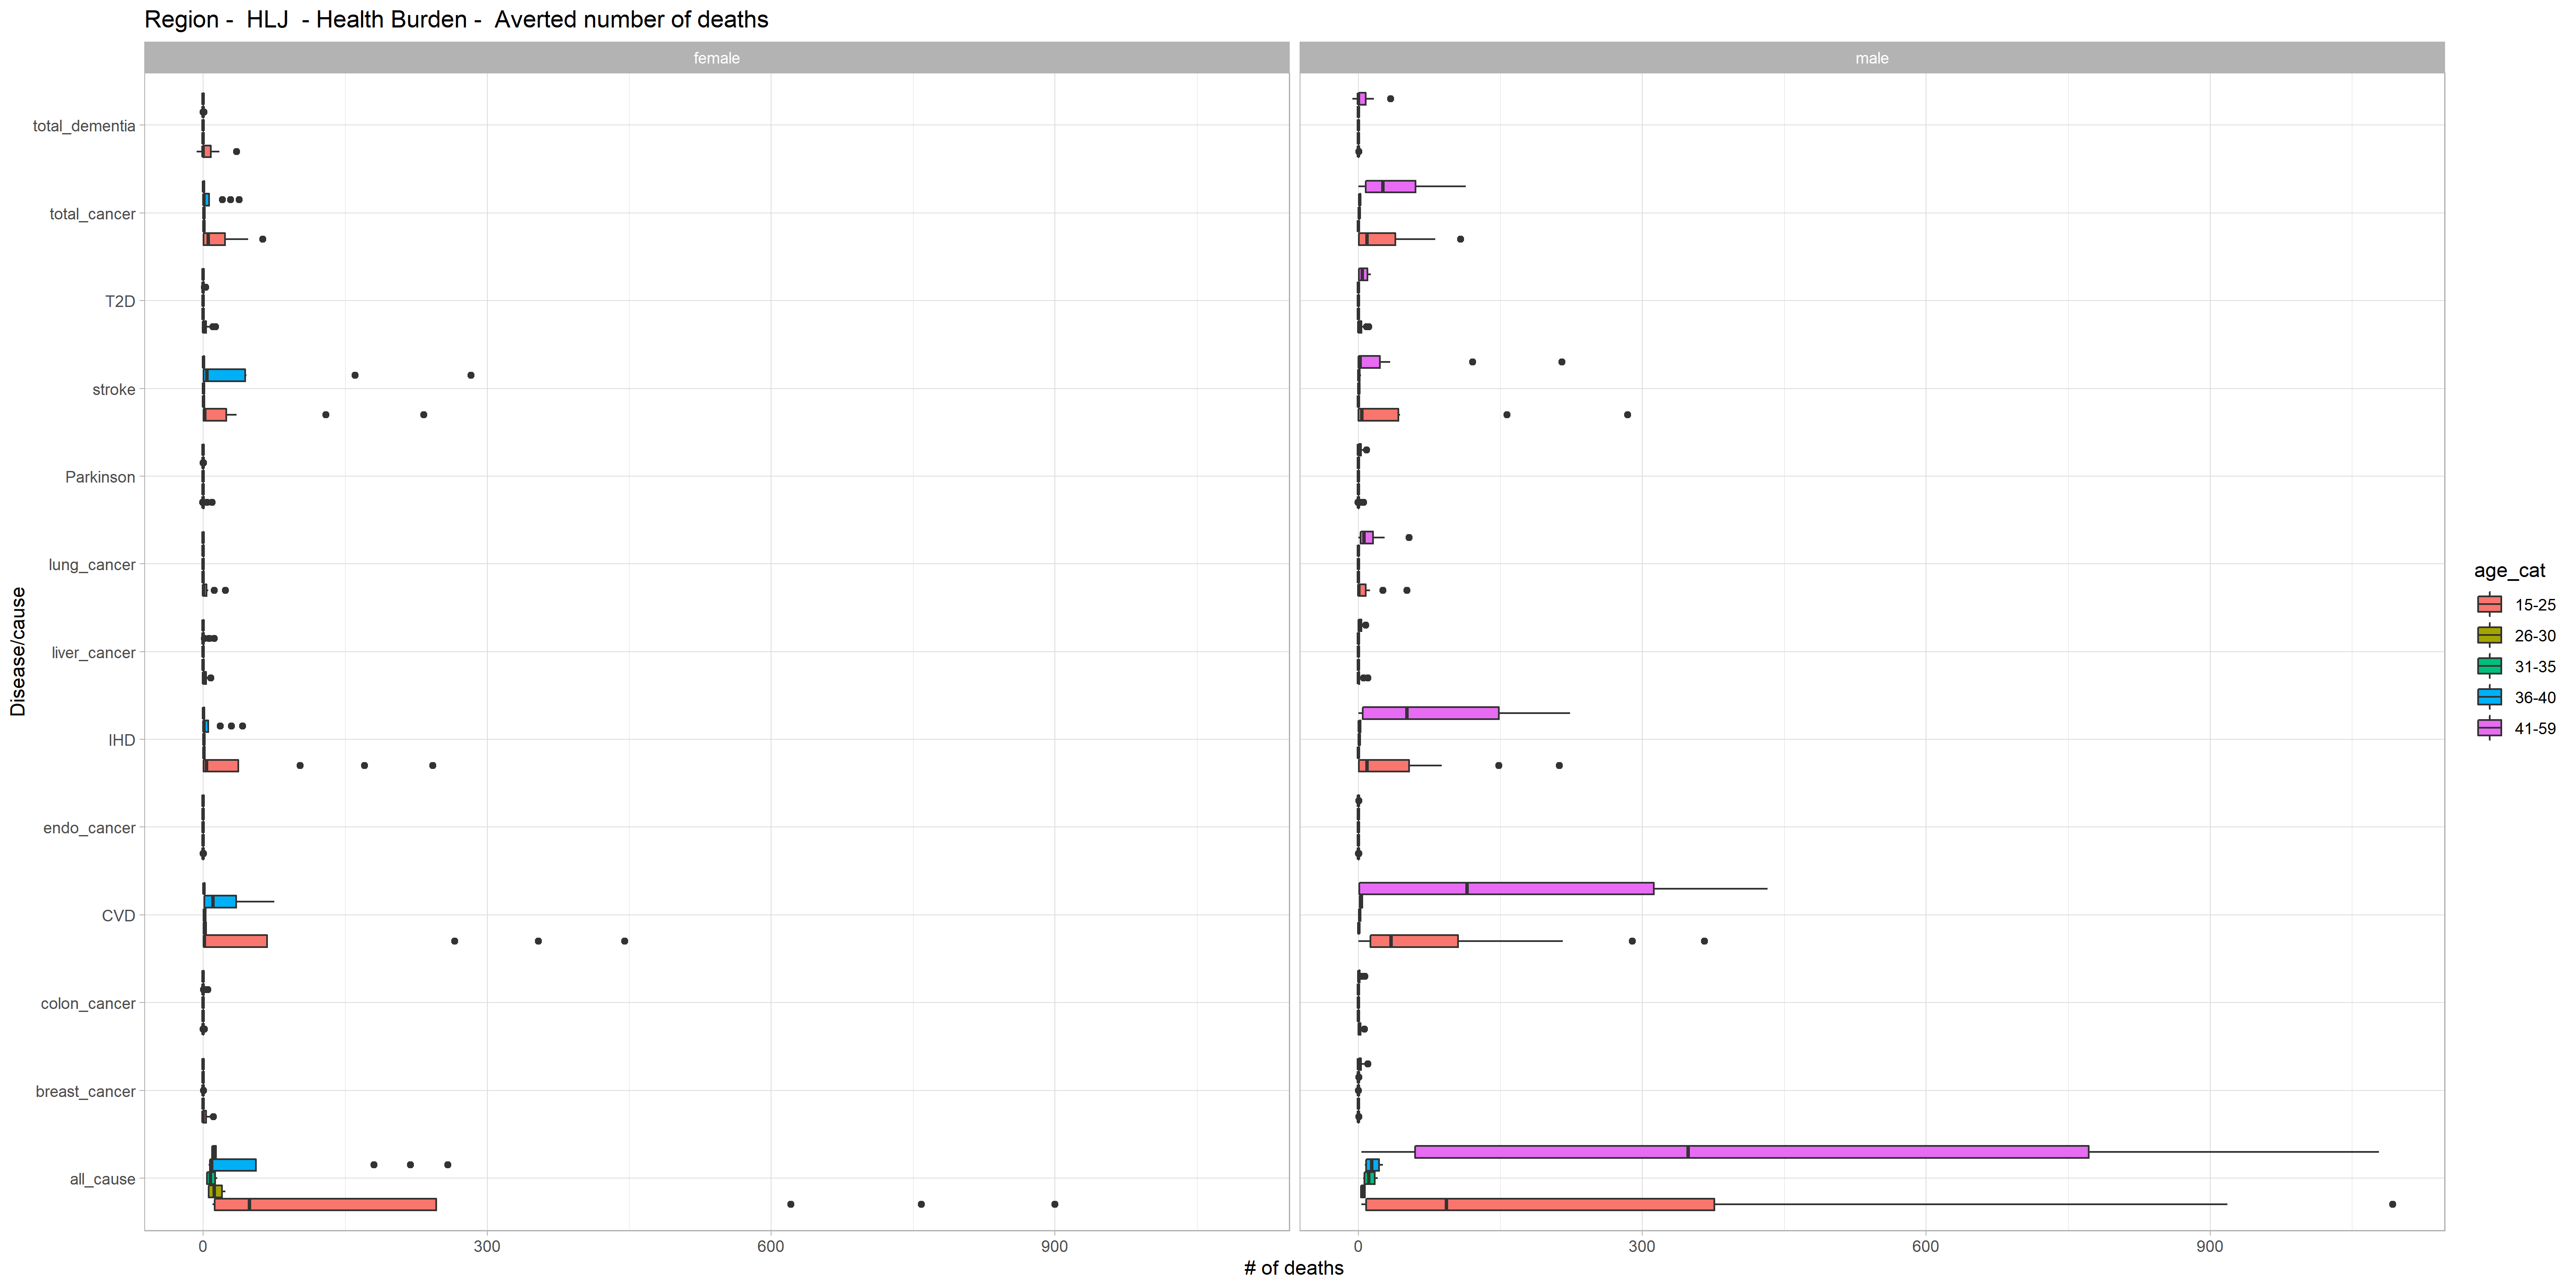 Region -  HLJ  - Health Burden -  Averted number of deaths
female
male
Disease/cause
total_dementia
total_cancer
T2D
stroke
Parkinson
lung_cancer
liver_cancer
IHD
endo_cancer
CVD
colon_cancer
breast_cancer
all_cause
0 300 600 900
0 300 600 900
# of deaths
age_cat
15-25
26-30
31-35
36-40
41-59